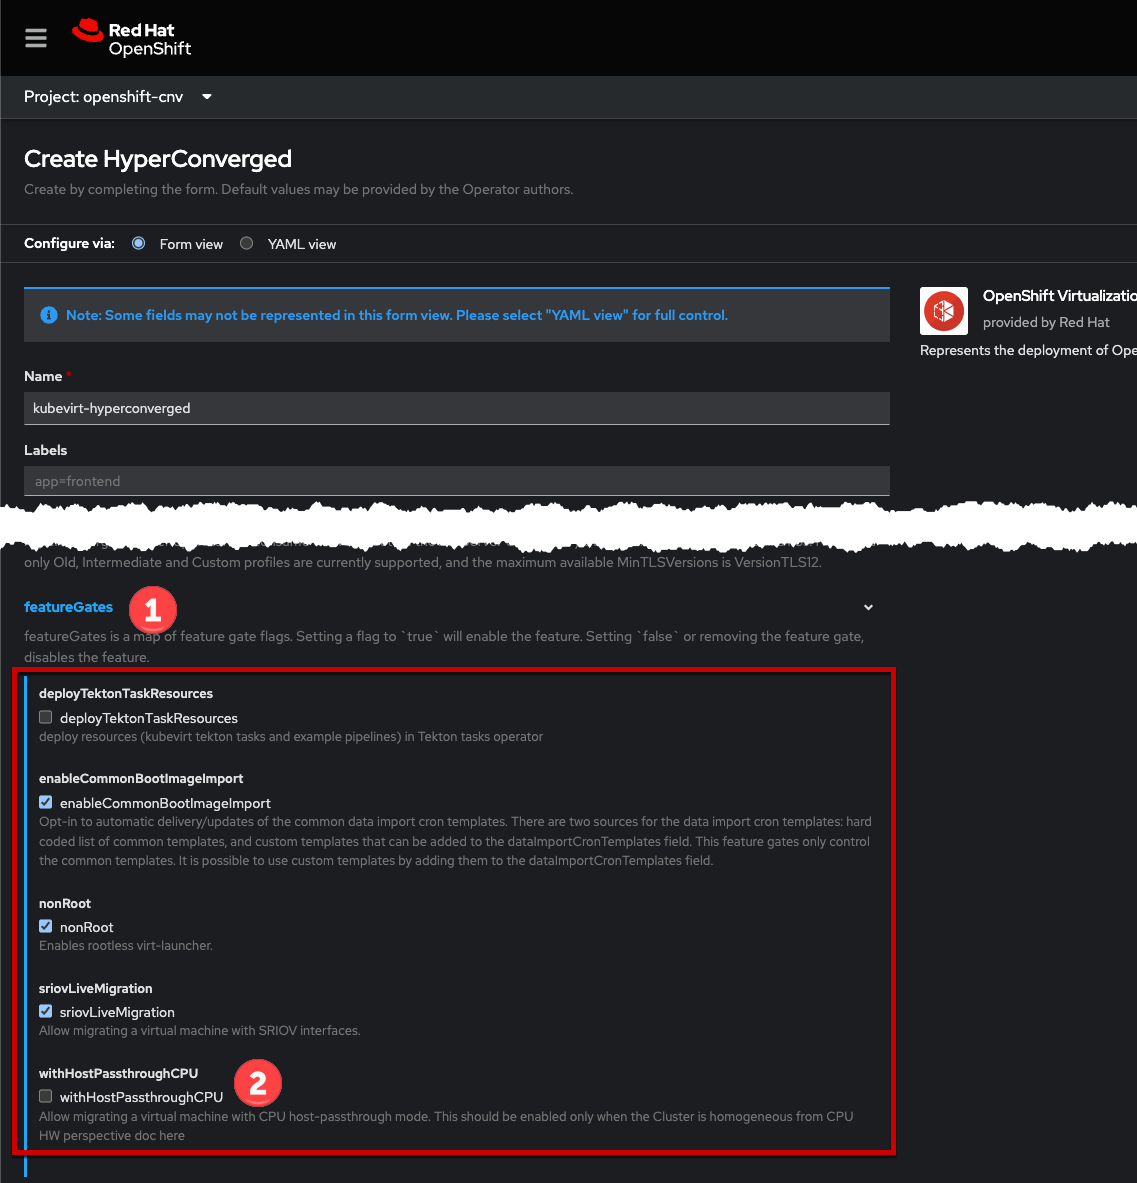 Red Hat
OpenShift
Project: openshift-cnv
Create HyperConverged
Create by completing the form. Default values may be provided by the Operator authors.
Configure via:
Form view
YAML view
Note: Some fields may not be represented in this form view. Please select "YAML view" for full control.
OpenShift Virtualizatio
provided by Red Hat
Represents the deployment of Ope
Name *
kubevirt-hyperconverged
Labels
app=frontend
only Old, Intermediate and Custom profiles are currently supported, and the maximum available MinTLSVersions is VersionTLS12.
featureGates
1
featureGates is a map of feature gate flags. Setting a flag to `true` will enable the feature. Setting `false` or removing the feature gate,
disables the feature.
deployTektonTaskResources
deployTektonTaskResources
deploy resources (kubevirt tekton tasks and example pipelines) in Tekton tasks operator
enableCommonBootImageImport
enableCommonBootImageImport
Opt-in to automatic delivery/updates of the common data import cron templates. There are two sources for the data import cron templates: hard
coded list of common templates, and custom templates that can be added to the dataImportCronTemplates field. This feature gates only control
the common templates. It is possible to use custom templates by adding them to the dataImportCronTemplates field.
nonRoot
nonRoot
Enables rootless virt-launcher.
sriovLiveMigration
sriovLiveMigration
Allow migrating a virtual machine with SRIOV interfaces.
withHostPassthroughCPU
2
withHostPassthroughCPU
Allow migrating a virtual machine with CPU host-passthrough mode. This should be enabled only when the Cluster is homogeneous from CPU
HW perspective doc here